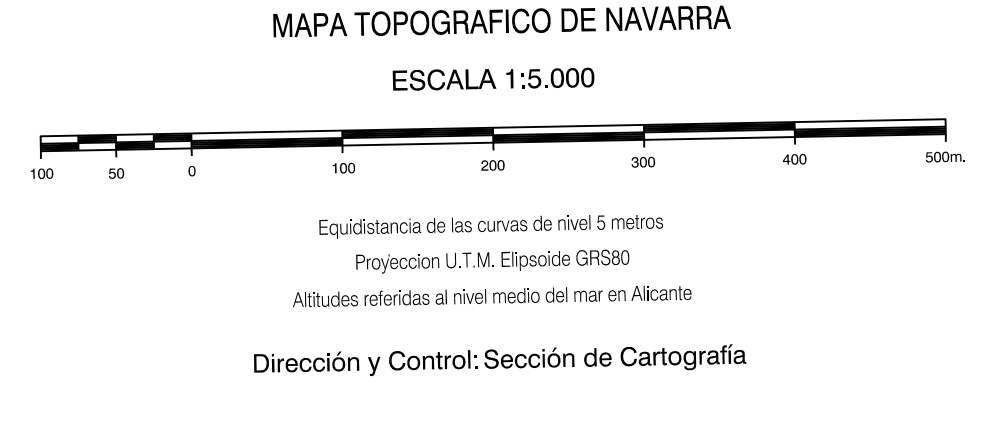 MAPA TOPOGRAFICO DE NAVARRA
ESCALA 1:5.000
100 50 0 100 200 300 400 500m.
Equidistancia de las curvas de nivel 5 metros
Proyeccion U.T.M. Elipsoide GRS80
Altitudes referidas al nivel medio del mar en Alicante
Dirección y Control: Sección de Cartografía